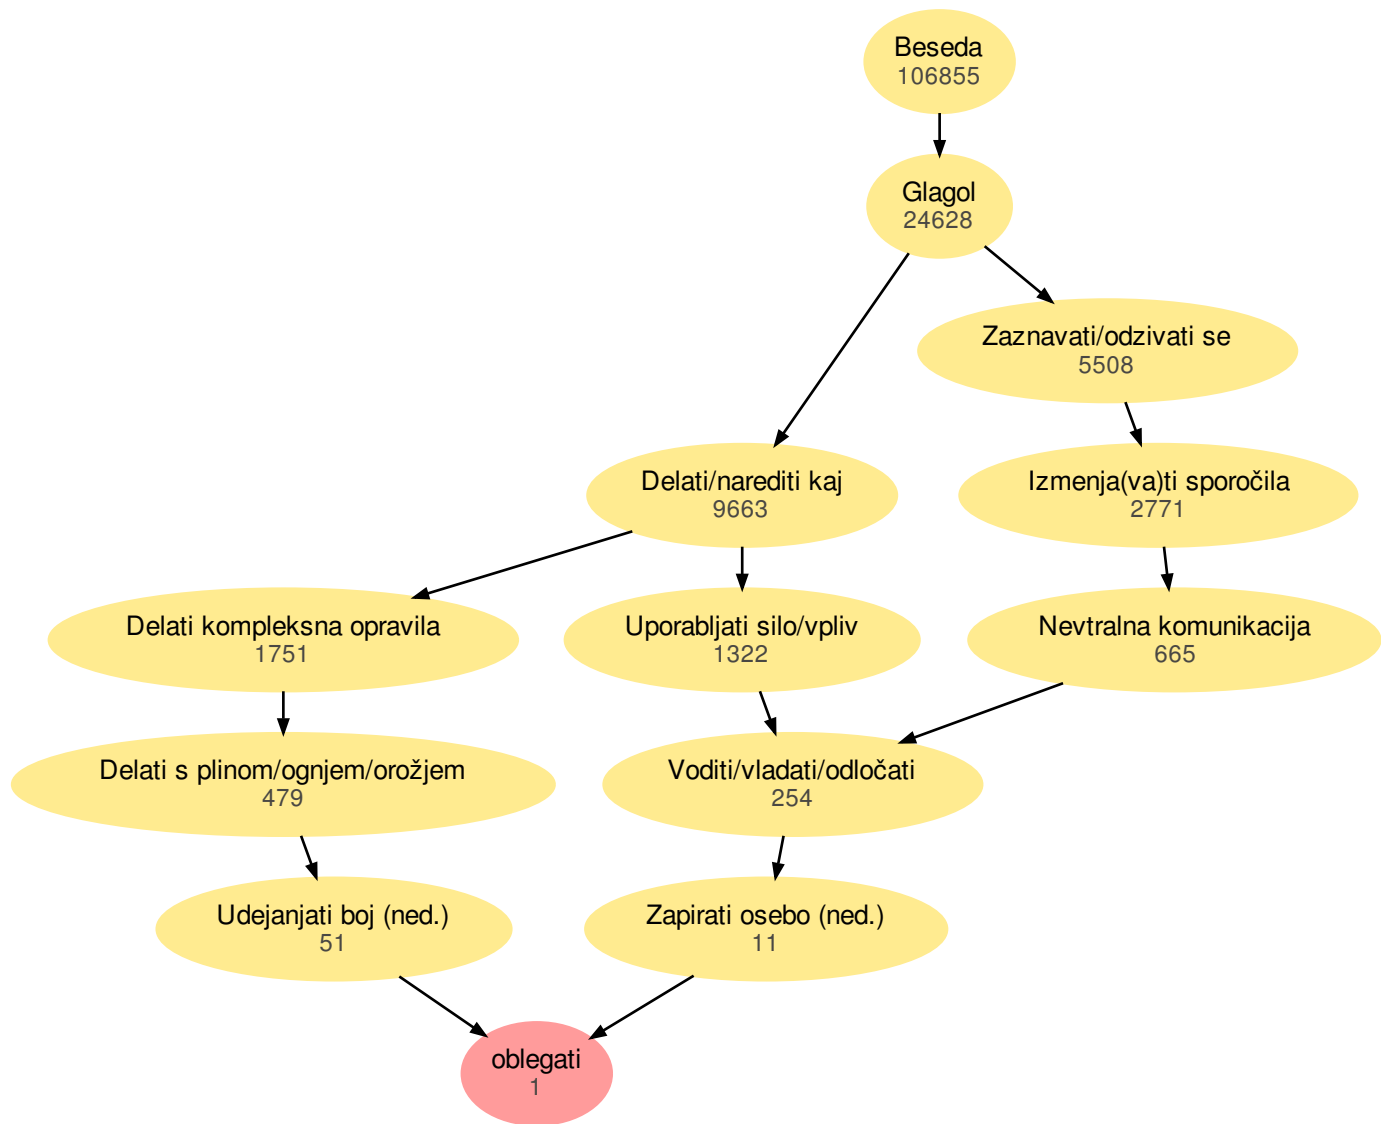 Beseda
106855
Glagol
24628
Zaznavati/odzivati se
5508
Delati/narediti kaj
9663
Izmenja(va)ti sporočila
2771
Delati kompleksna opravila
1751
Uporabljati silo/vpliv
1322
Nevtralna komunikacija
665
Delati s plinom/ognjem/orožjem
479
Voditi/vladati/odločati
254
Udejanjati boj (ned.)
51
Zapirati osebo (ned.)
11
oblegati
1